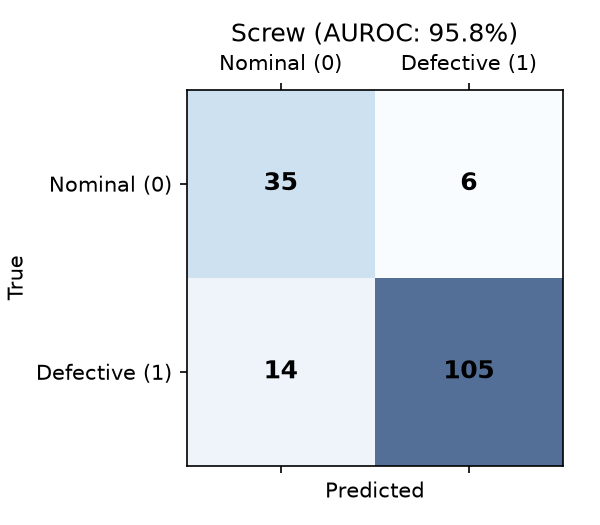 Screw (AUROC: 95.8%)
Nominal (0) Defective (1)
Nominal (0) 35 6
True
Defective (1) 14 105
Predicted